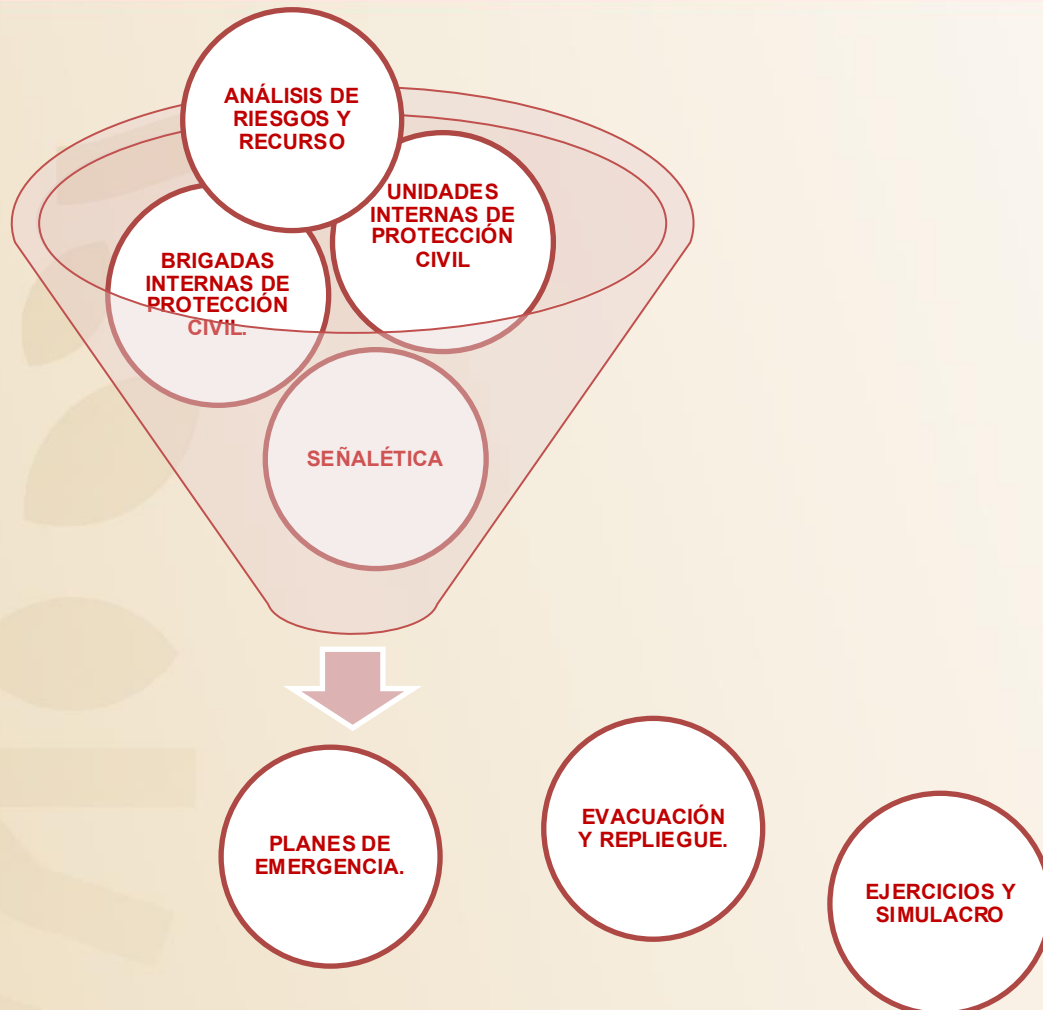 ANÁLISIS DE
RIESGOS Y
RECURSO
UNIDADES
INTERNAS DE
PROTECCIÓN
CIVIL
BRIGADAS
INTERNAS DE
PROTECCIÓN
CIVIL.
SEÑALÉTICA
PLANES DE
EMERGENCIA.
EVACUACIÓN
Y REPLIEGUE.
EJERCICIOS Y
SIMULACRO